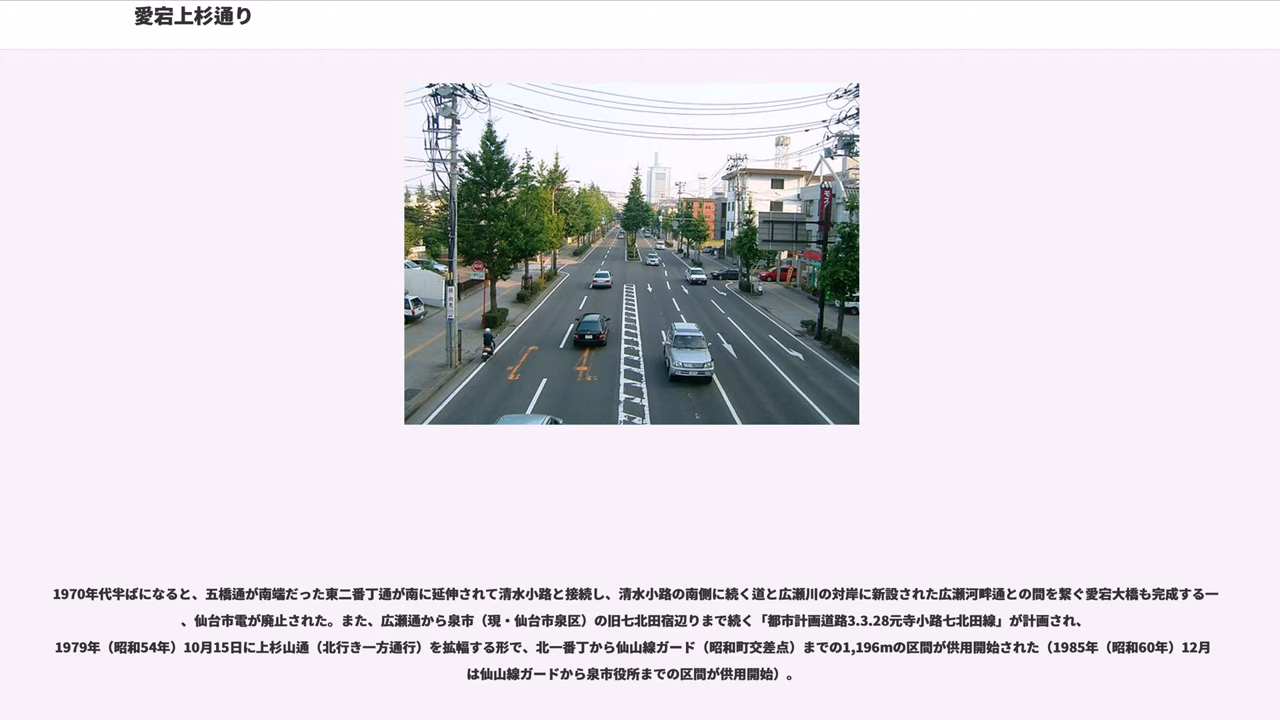 愛宕上杉通り
1970年代半ばになると、五橋通が南端だった東二番丁通が南に延伸されて清水小路と接続し、清水小路の南側に続く道と広瀬川の対岸に新設された広瀬河畔通との間を繋ぐ愛宕大橋も完成する一
、仙台市電が廃止された。また、広瀬通から泉市（現・仙台市泉区）の旧七北田宿辺りまで続く「都市計画道路3.3.28元寺小路七北田線」が計画され、
1979年（昭和54年）10月15日に上杉山通（北行き一方通行）を拡幅する形で、北一番丁から仙山線ガード（昭和町交差点）までの1,196mの区間が供用開始された（1985年（昭和60年）12月
は仙山線ガードから泉市役所までの区間が供用開始）。